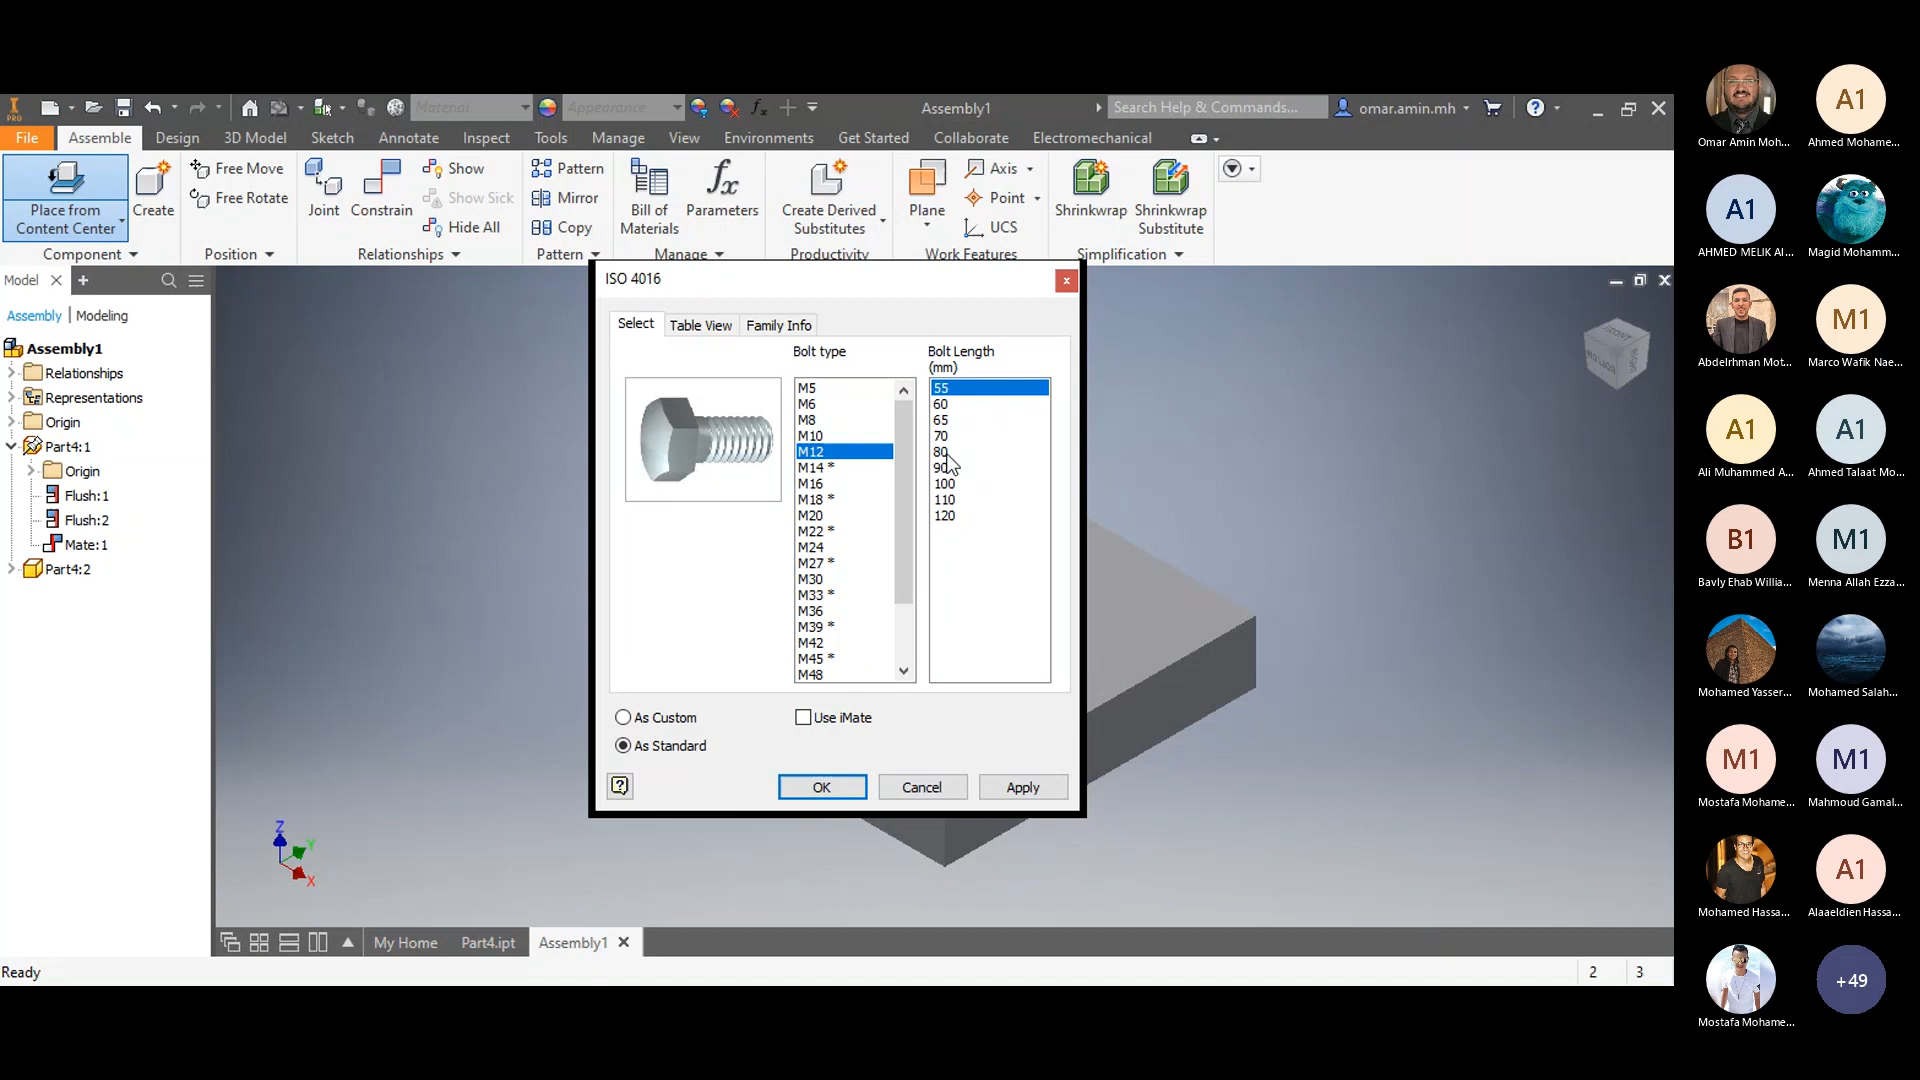 PRO
Material
Appearance
Assembly1
Search Help & Commands...
omar.amin.mh
File
Assemble
Design
3D Model
Sketch
Annotate
Inspect
Tools
Manage
View
Environments
Get Started
Collaborate
Electromechanical
Place from
Content Center
Create
Free Move
Free Rotate
Joint
Constrain
Show
Show Sick
Hide All
Pattern
Mirror
Copy
Bill of
Materials
Parameters
Create Derived
Substitutes
Plane
Axis
Point
UCS
Shrinkwrap
Shrinkwrap
Substitute
Component
Position
Relationships
Pattern
Manage
Productivity
Work Features
Simplification
Model
Assembly | Modeling
Assembly1
Relationships
Representations
Origin
Part4:1
Origin
Flush:1
Flush:2
Mate:1
Part4:2
ISO 4016
Select
Table View
Family Info
Bolt type
M5
M6
M8
M10
M12
M14 *
M16
M18 *
M20
M22 *
M24
M27 *
M30
M33 *
M36
M39 *
M42
M45 *
M48
Bolt Length
(mm)
55
60
65
70
80
90
100
110
120
As Custom
As Standard
Use iMate
OK
Cancel
Apply
Z
Y
X
My Home
Part4.ipt
Assembly1
Ready
2
3
Omar Amin Moh...
A1
Ahmed Mohame...
A1
AHMED MELIK Al...
Magid Mohamm...
Abdelrhman Mot...
M1
Marco Wafik Nae...
A1
Ali Muhammed A...
A1
Ahmed Talaat Mo...
B1
Bavly Ehab Willia...
M1
Menna Allah Ezza...
Mohamed Yasser...
Mohamed Salah...
M1
Mostafa Mohame...
M1
Mahmoud Gamal...
Mohamed Hassa...
A1
Alaaeldien Hassa...
Mostafa Mohame...
+49